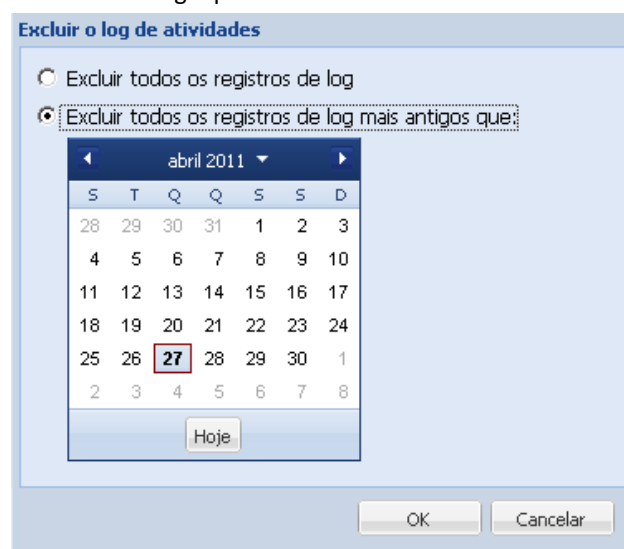 Excluir o log de atividades
Excluir todos os registros de log
Excluir todos os registros de log mais antigos que:
abril 2011
S T Q Q S S D
28 29 30 31 1 2 3
4 5 6 7 8 9 10
11 12 13 14 15 16 17
18 19 20 21 22 23 24
25 26 27 28 29 30 1
2 3 4 5 6 7 8
Hoje
OK Cancelar